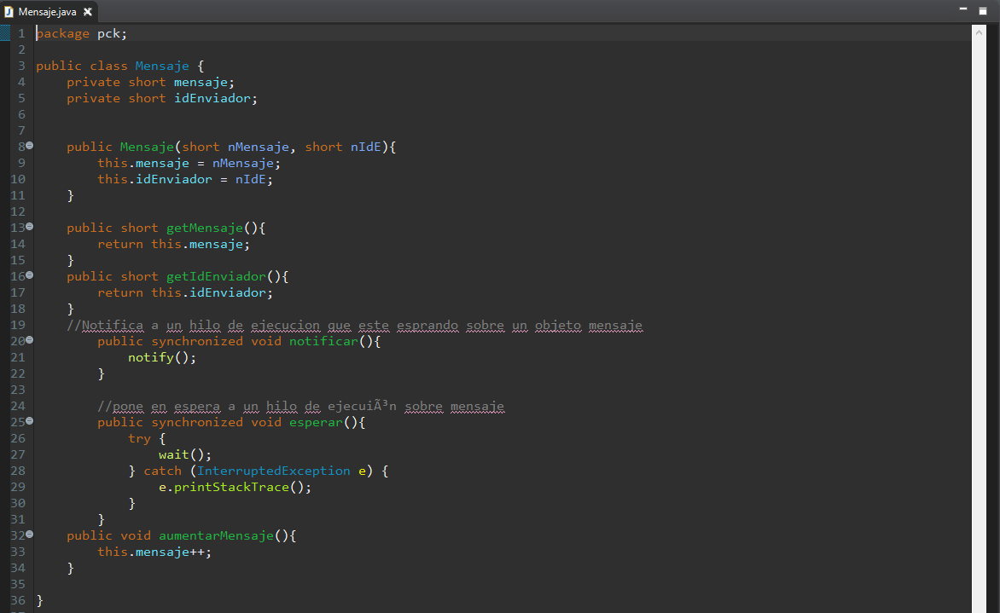 Mensaje.java
1 package pck;
2
3 public class Mensaje {
4     private short mensaje;
5     private short idEnviador;
6
7
8     public Mensaje(short nMensaje, short nIdE){
9         this.mensaje = nMensaje;
10         this.idEnviador = nIdE;
11     }
12
13     public short getMensaje(){
14         return this.mensaje;
15     }
16     public short getIdEnviador(){
17         return this.idEnviador;
18     }
19     //Notifica a un hilo de ejecucion que este esprando sobre un objeto mensaje
20         public synchronized void notificar(){
21             notify();
22         }
23
24         //pone en espera a un hilo de ejecuiÃ³n sobre mensaje
25         public synchronized void esperar(){
26             try {
27                 wait();
28             } catch (InterruptedException e) {
29                 e.printStackTrace();
30             }
31         }
32     public void aumentarMensaje(){
33         this.mensaje++;
34     }
35
36 }